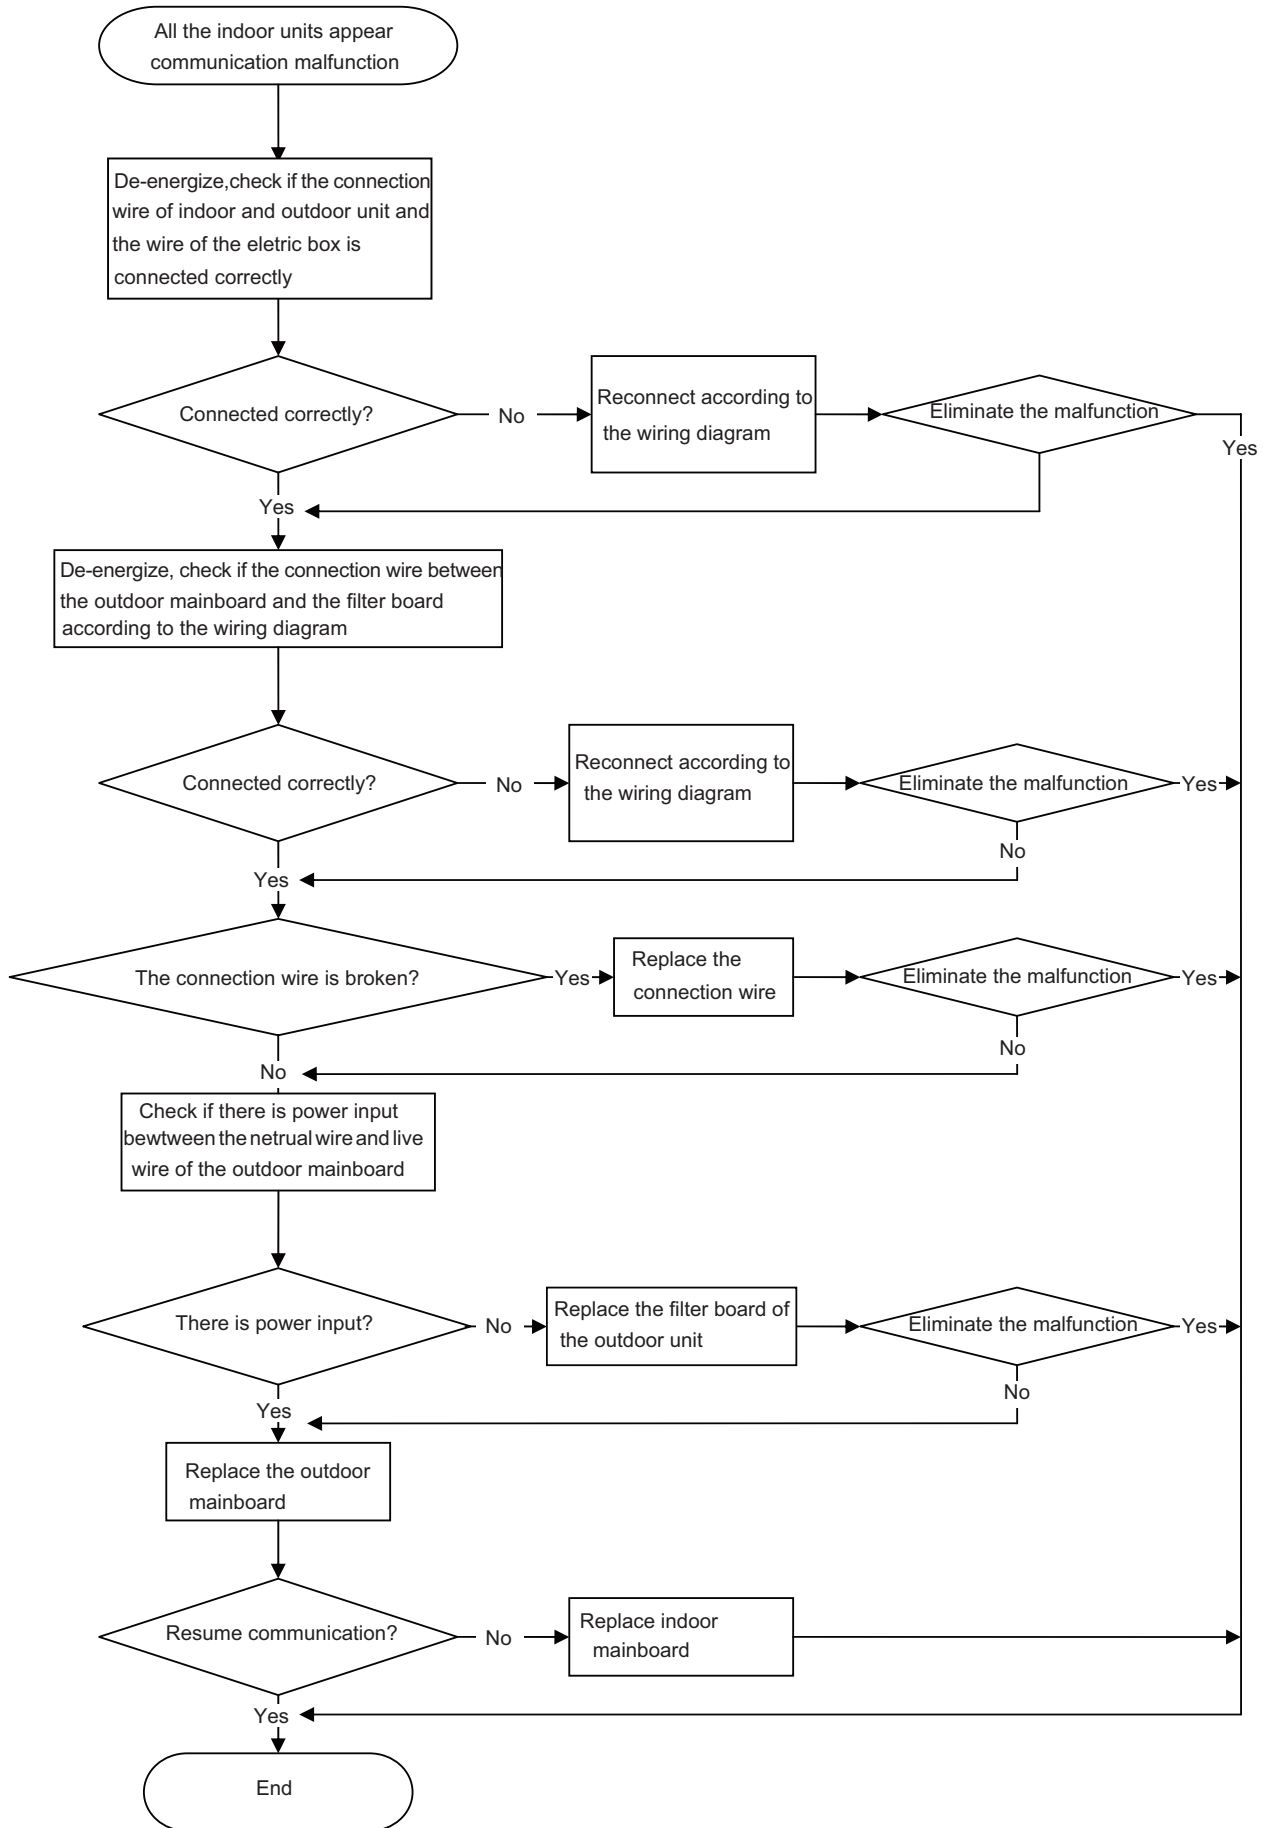 All the indoor units appear
communication malfunction
De-energize,check if the connection
wire of indoor and outdoor unit and
the wire of the eletric box is
connected correctly
Connected correctly?
No
Reconnect according to
the wiring diagram
Eliminate the malfunction
Yes
Yes
De-energize, check if the connection wire between
the outdoor mainboard and the filter board
according to the wiring diagram
Connected correctly?
No
Reconnect according to
the wiring diagram
Eliminate the malfunction
Yes
No
Yes
The connection wire is broken?
Yes
Replace the
connection wire
Eliminate the malfunction
Yes
No
No
Check if there is power input
bewtween the netrual wire and live
wire of the outdoor mainboard
There is power input?
No
Replace the filter board of
the outdoor unit
Eliminate the malfunction
Yes
No
Yes
Replace the outdoor
mainboard
Resume communication?
No
Replace indoor
mainboard
Yes
End